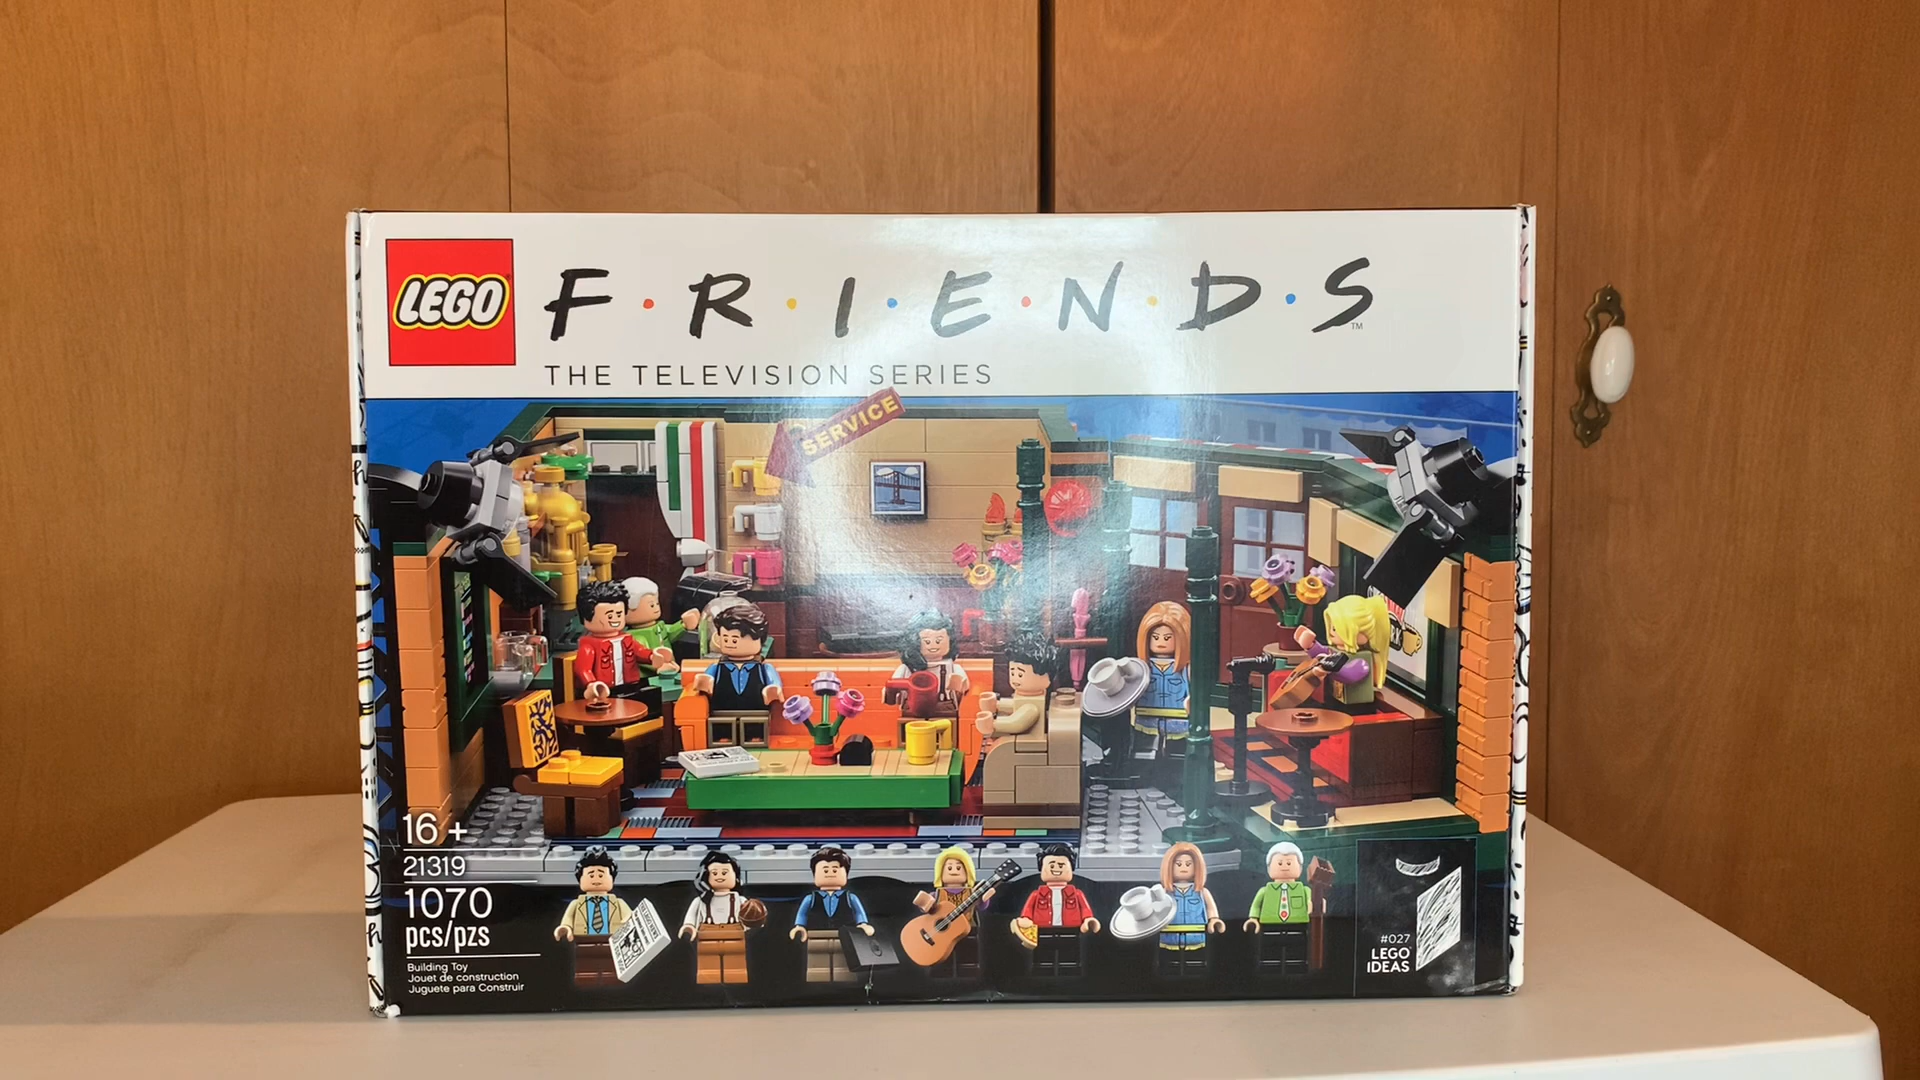 LEGO
F·R·I·E·N·D·S™
THE TELEVISION SERIES
SERVICE
16+
21319
1070
pcs/pzs
Building Toy
Jouet de construction
Juguete para Construir
#027
LEGO
IDEAS